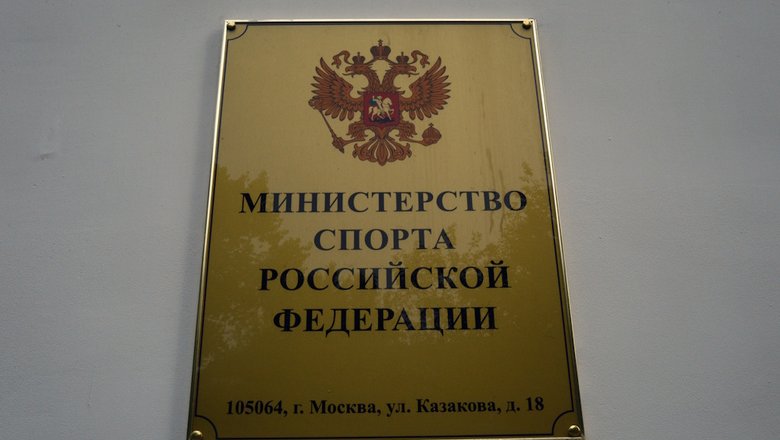 МИНИСТЕРСТВО
СПОРТА
РОССИЙСКОЙ
ФЕДЕРАЦИИ
105064, г. Москва, ул. Казакова, д. 18